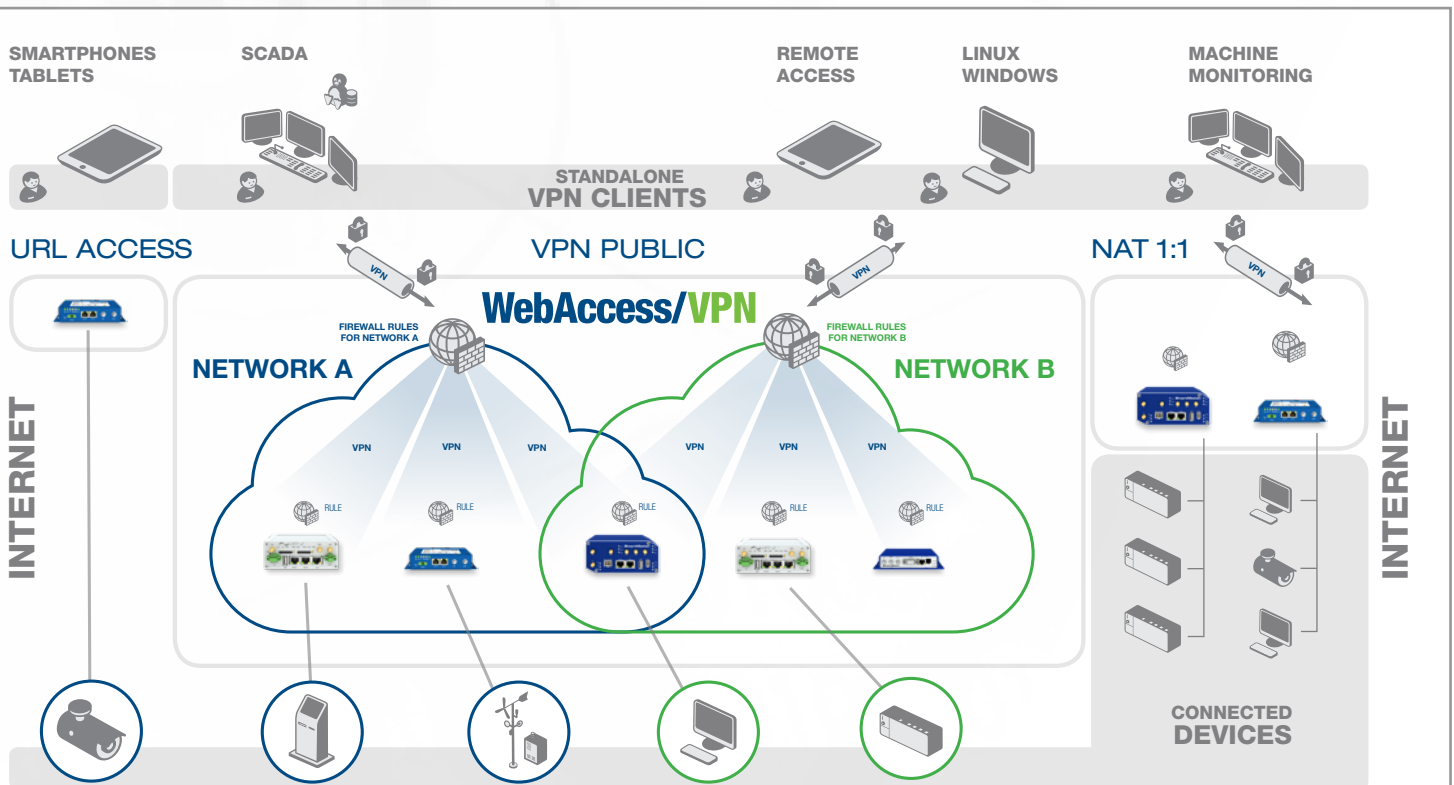 SMARTPHONES
TABLETS
SCADA
REMOTE
ACCESS
LINUX
WINDOWS
MACHINE
MONITORING
STANDALONE
VPN CLIENTS
URL ACCESS
VPN PUBLIC
NAT 1:1
VPN
VPN
VPN
WebAccess/VPN
FIREWALL RULES
FOR NETWORK A
FIREWALL RULES
FOR NETWORK B
NETWORK A
NETWORK B
INTERNET
INTERNET
VPN
VPN
VPN
VPN
VPN
VPN
RULE
RULE
RULE
RULE
RULE
CONNECTED
DEVICES